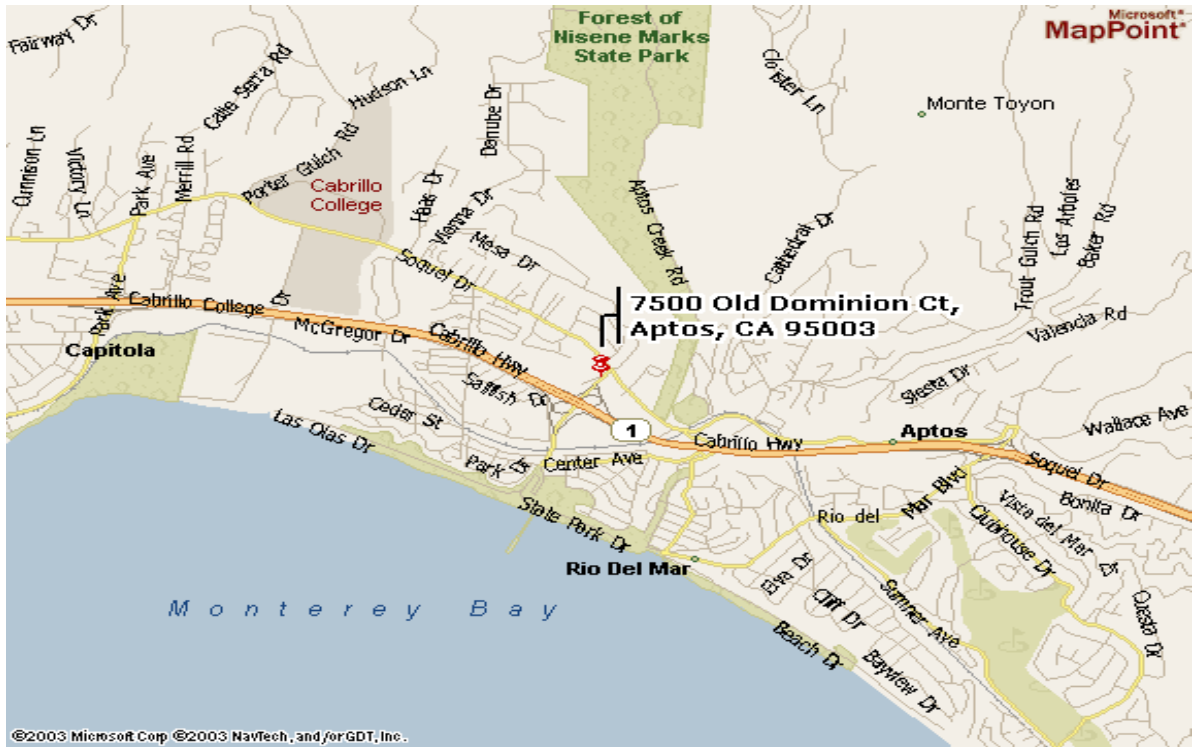 Microsoft®
MapPoint®
Forest of
Nisene Marks
State Park
Fairway Dr
Calle Serra Rd
Hudson Ln
Danube Dr
Cloister Ln
Monte Toyon
Gunnison Ln
Victory Ln
Park Ave
Merrill Rd
Porter Gulch Rd
Cabrillo
College
Haas Dr
Vienna Dr
Mesa Dr
Aptos Creek Rd
Cathedral Dr
Trout Gulch Rd
Los Arboles
Baker Rd
Soquel Dr
Park Ave
Cabrillo College Dr
McGregor Dr
Cabrillo Hwy
7500 Old Dominion Ct,
Aptos, CA 95003
Valencia Rd
Capitola
Sailfish Dr
Siesta Dr
Cedar St
Wallace Ave
Las Olas Dr
1
Cabrillo Hwy
Aptos
Park Dr
Center Ave
Soquel Dr
State Park Dr
Rio del Mar Blvd
Bonita Dr
Vista del Mar Ct
Clubhouse Dr
Rio Del Mar
Elva Dr
Cliff Dr
Sumner Ave
Questa Dr
Monterey Bay
Beach Dr
Bayview Dr
©2003 Microsoft Corp ©2003 NavTech, and/or GDT, Inc.